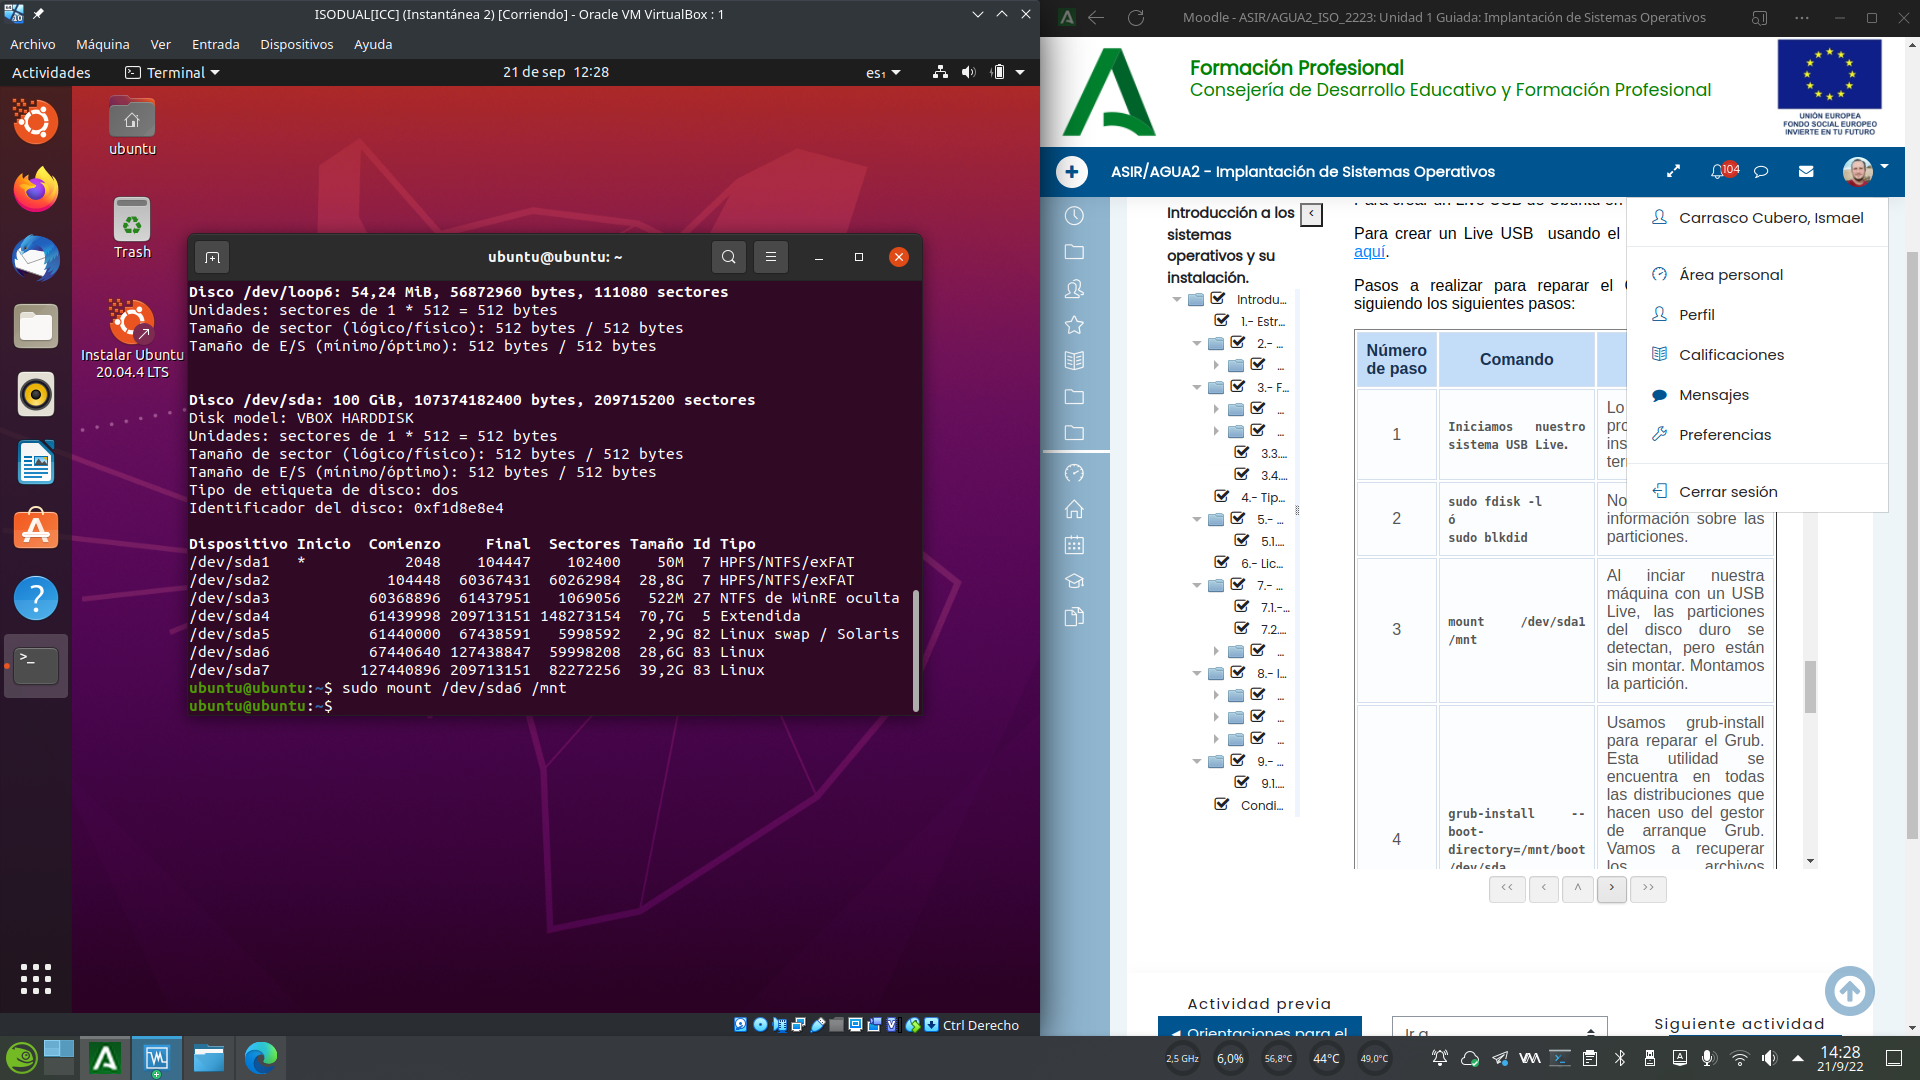 ISODUAL[ICC] (Instantánea 2) [Corriendo] - Oracle VM VirtualBox : 1
Archivo Máquina Ver Entrada Dispositivos Ayuda
Actividades Terminal 21 de sep 12:28 es₁
ubuntu
Trash
Instalar Ubuntu
20.04.4 LTS
ubuntu@ubuntu: ~
Disco /dev/loop6: 54,24 MiB, 56872960 bytes, 111080 sectores
Unidades: sectores de 1 * 512 = 512 bytes
Tamaño de sector (lógico/físico): 512 bytes / 512 bytes
Tamaño de E/S (mínimo/óptimo): 512 bytes / 512 bytes
Disco /dev/sda: 100 GiB, 107374182400 bytes, 209715200 sectores
Disk model: VBOX HARDDISK
Unidades: sectores de 1 * 512 = 512 bytes
Tamaño de sector (lógico/físico): 512 bytes / 512 bytes
Tamaño de E/S (mínimo/óptimo): 512 bytes / 512 bytes
Tipo de etiqueta de disco: dos
Identificador del disco: 0xf1d8e8e4
Dispositivo Inicio Comienzo Final Sectores Tamaño Id Tipo
/dev/sda1 * 2048 104447 102400 50M 7 HPFS/NTFS/exFAT
/dev/sda2 104448 60367431 60262984 28,8G 7 HPFS/NTFS/exFAT
/dev/sda3 60368896 61437951 1069056 522M 27 NTFS de WinRE oculta
/dev/sda4 61439998 209713151 148273154 70,7G 5 Extendida
/dev/sda5 61440000 67438591 5998592 2,9G 82 Linux swap / Solaris
/dev/sda6 67440640 127438847 59998208 28,6G 83 Linux
/dev/sda7 127440896 209713151 82272256 39,2G 83 Linux
ubuntu@ubuntu:~$ sudo mount /dev/sda6 /mnt
ubuntu@ubuntu:~$
Ctrl Derecho
Moodle - ASIR/AGUA2_ISO_2223: Unidad 1 Guiada: Implantación de Sistemas Operativos
Formación Profesional
Consejería de Desarrollo Educativo y Formación Profesional
UNIÓN EUROPEA
FONDO SOCIAL EUROPEO
INVIERTE EN TU FUTURO
ASIR/AGUA2 - Implantación de Sistemas Operativos
104
Introducción a los
sistemas
operativos y su
instalación.
Introdu...
1.- Estr...
2.- ...
...
3.- F...
...
...
3.3....
3.4....
4.- Tip...
5.- ...
5.1....
6.- Lic...
7.- ...
7.1.-...
7.2....
...
8.- I...
...
...
...
9.- ...
9.1....
Condi...
Para crear un Live USB de Ubuntu en
Para crear un Live USB usando el
aquí.
Pasos a realizar para reparar el
siguiendo los siguientes pasos:
Número
de paso
Comando
1
Iniciamos nuestro
sistema USB Live.
Lo
2
sudo fdisk -l
ó
sudo blkdid
No
información sobre las
particiones.
3
mount /dev/sda1
/mnt
Al inciar nuestra
máquina con un USB
Live, las particiones
del disco duro se
detectan, pero están
sin montar. Montamos
la partición.
4
grub-install --
boot-
directory=/mnt/boot
/dev/sda
Usamos grub-install
para reparar el Grub.
Esta utilidad se
encuentra en todas
las distribuciones que
hacen uso del gestor
de arranque Grub.
Vamos a recuperar
los archivos
Carrasco Cubero, Ismael
Área personal
Perfil
Calificaciones
Mensajes
Preferencias
Cerrar sesión
Actividad previa
◄ Orientaciones para el
Ir a
Siguiente actividad
2,5 GHz 6,0% 56,8°C 44°C 49,0°C
14:28
21/9/22